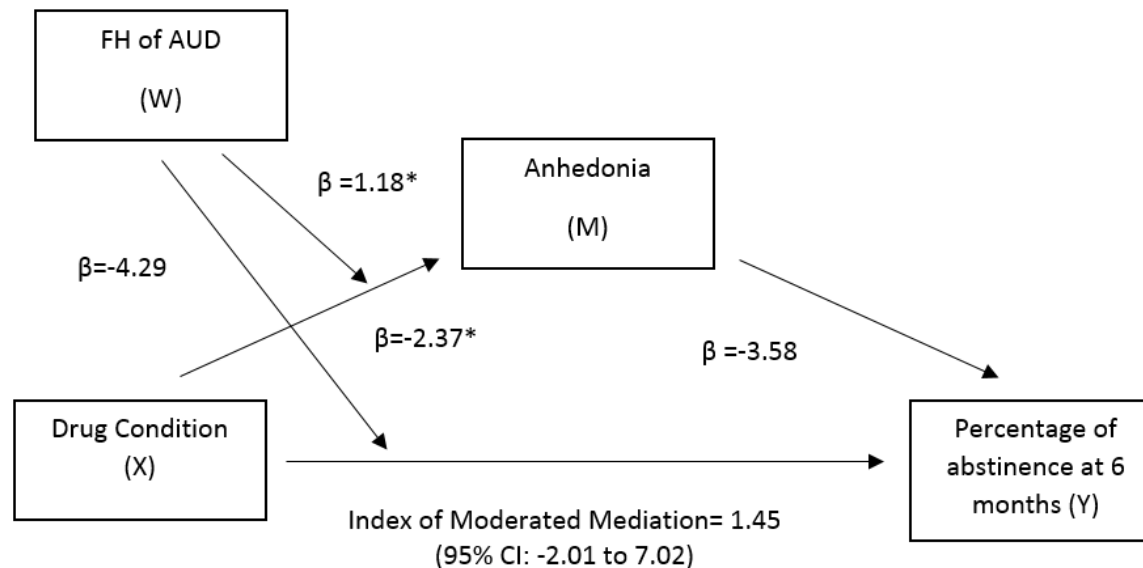 FH of AUD
(W)
β =1.18*
Anhedonia
(M)
β=-4.29
β=-2.37*
β =-3.58
Drug Condition
(X)
Percentage of
abstinence at 6
months (Y)
Index of Moderated Mediation= 1.45
(95% CI: -2.01 to 7.02)